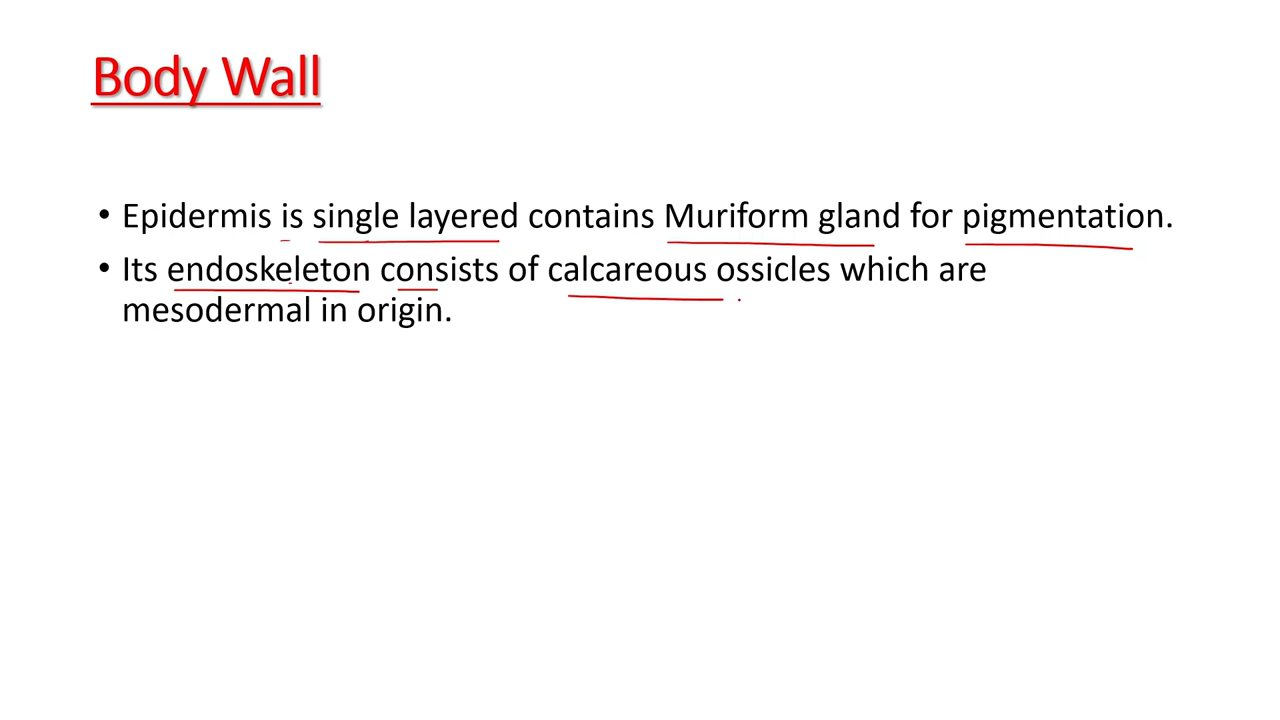 Body Wall
• Epidermis is single layered contains Muriform gland for pigmentation.
• Its endoskeleton consists of calcareous ossicles which are
mesodermal in origin.